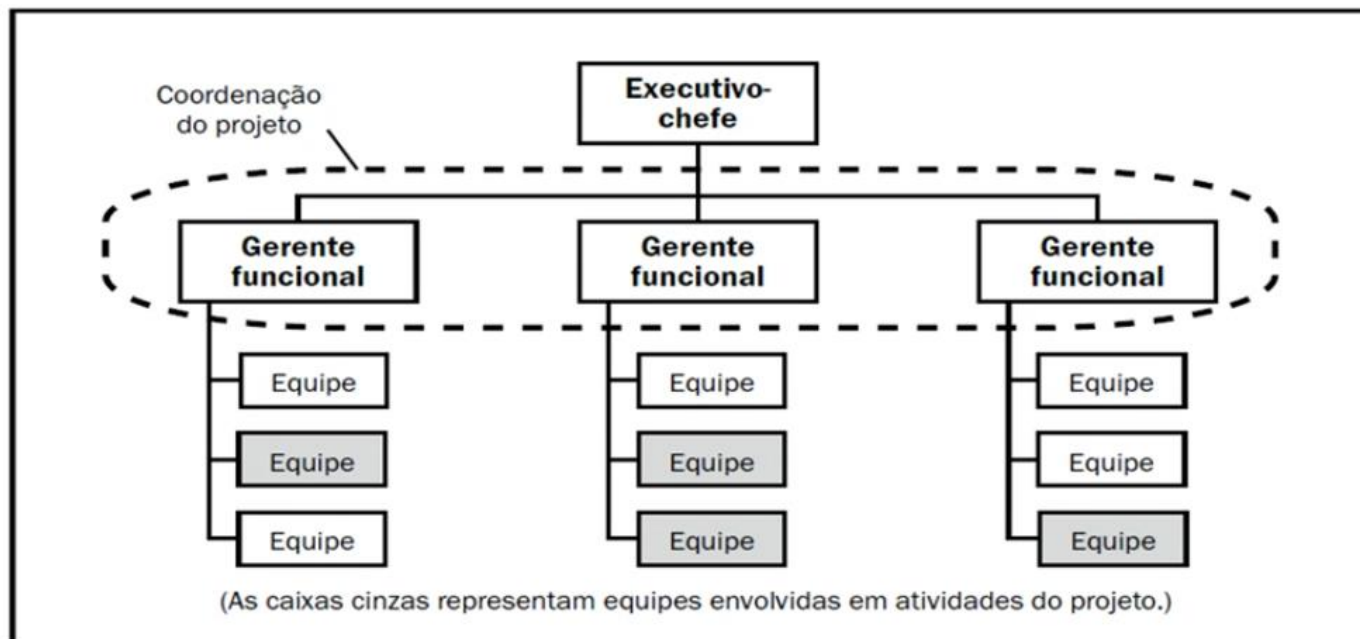 Coordenação
do projeto
Executivo-
chefe
Gerente
funcional
Gerente
funcional
Gerente
funcional
Equipe
Equipe
Equipe
Equipe
Equipe
Equipe
Equipe
Equipe
Equipe
(As caixas cinzas representam equipes envolvidas em atividades do projeto.)